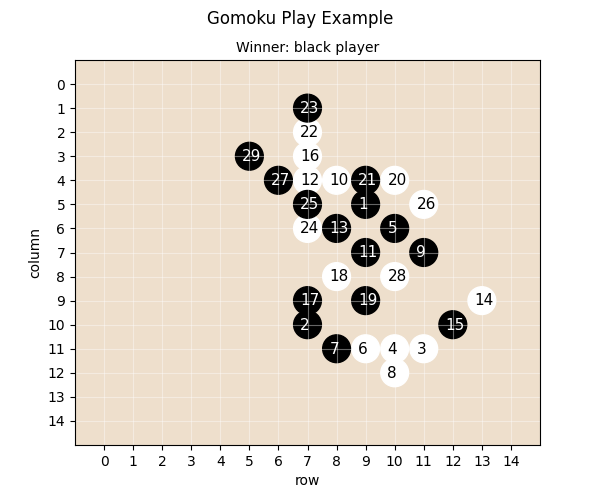 Gomoku Play Example
Winner: black player
0
1 23
2 22
3 29 16
4 27 12 10 21 20
5 25 1 26
6 24 13 5
7 11 9
8 18 28
9 17 19 14
10 2 15
11 7 6 4 3
12 8
13
14
column
0 1 2 3 4 5 6 7 8 9 10 11 12 13 14
row